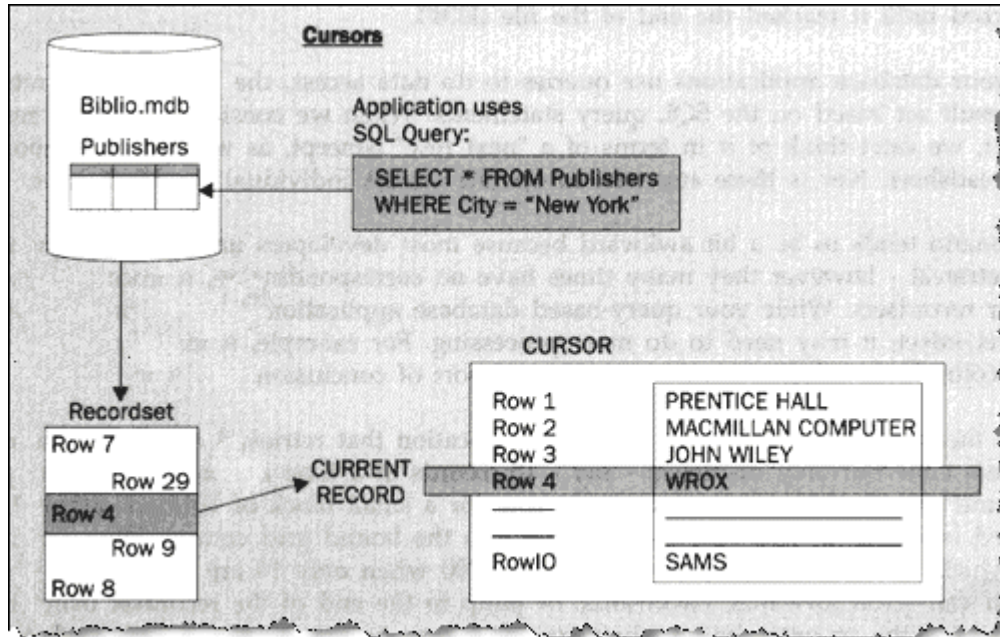 Cursors
Biblio.mdb
Publishers
Application uses
SQL Query:
SELECT * FROM Publishers
WHERE City = "New York"
Recordset
Row 7
Row 29
Row 4
Row 9
Row 8
CURRENT
RECORD
CURSOR
Row 1 PRENTICE HALL
Row 2 MACMILLAN COMPUTER
Row 3 JOHN WILEY
Row 4 WROX
Row10 SAMS